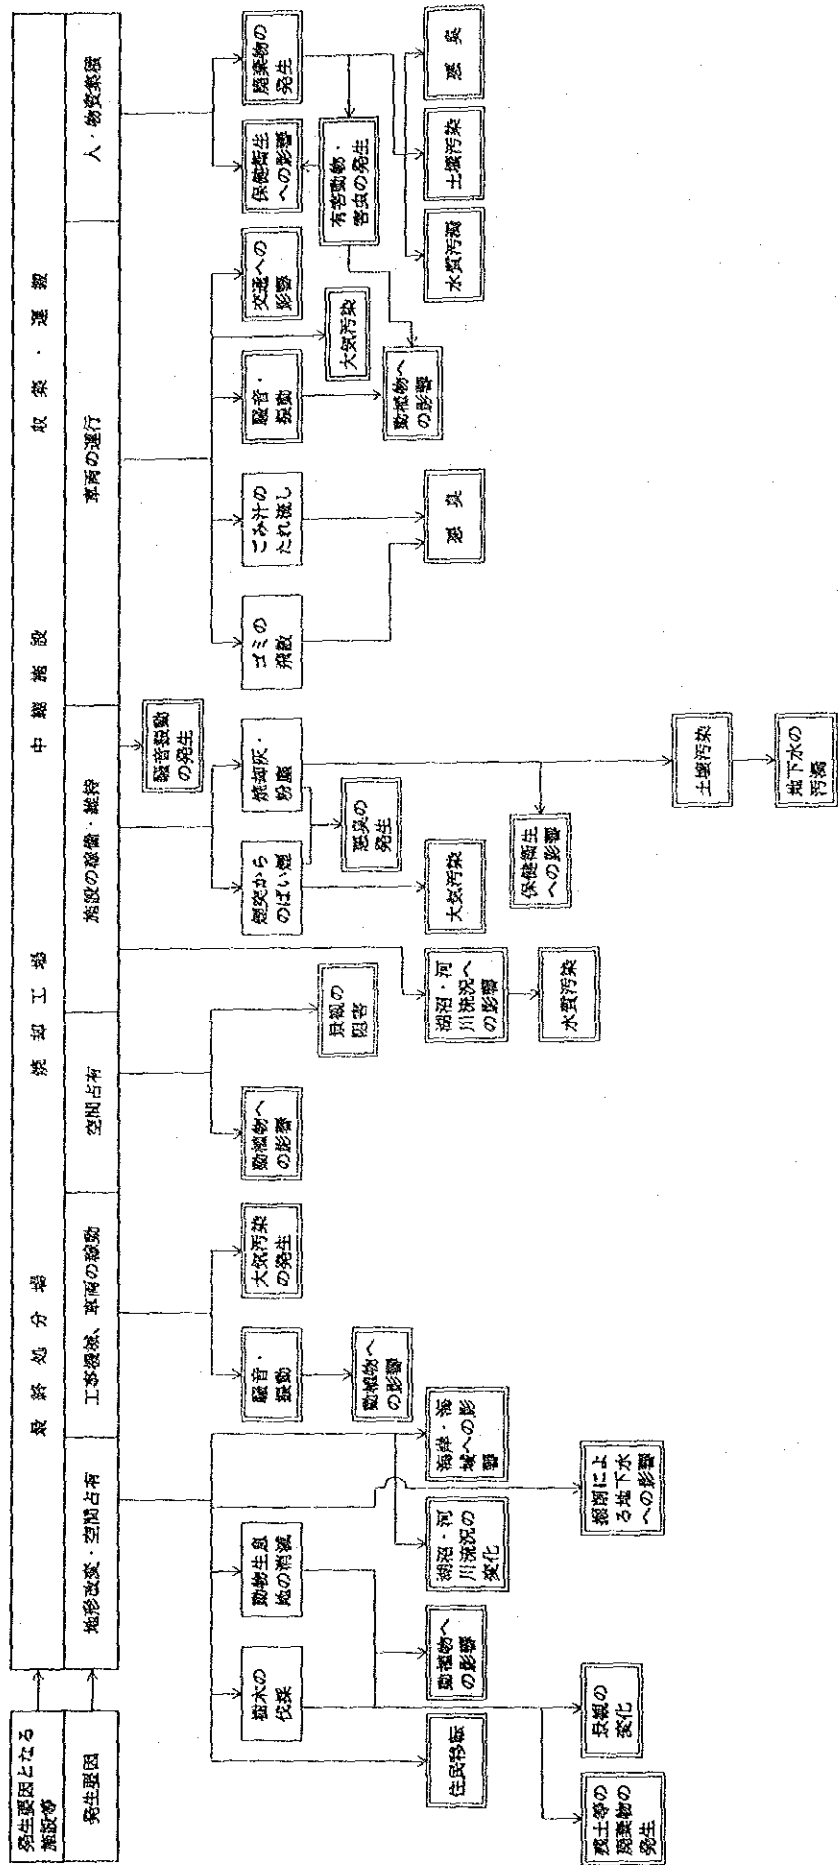 発生要因となる
施設等
最 終 処 分 場
焼 却 工 場
中 継 施 設
収 集 ・ 運 搬
発生要因
地形改変・空間占有
工事機械、車両の稼動
空間占有
施設の稼働・維持
車両の運行
人・物資集積
騒音振動
の発生
樹木の
伐採
動物生息
地の消滅
騒音・
振動
大気汚染
の発生
動植物へ
の影響
煙突から
のばい煙
焼却灰・
粉塵
ゴミの
飛散
ごみ汁の
たれ流し
騒音・
振動
交通への
影響
保健衛生
への影響
廃棄物の
発生
景観の
阻害
悪臭の
発生
大気汚染
有害動物・
害虫の発生
動植物へ
の影響
動植物へ
の影響
住民移転
動植物へ
の影響
湖沼・河
川流況の
変化
海岸・海
域への影
響
湖沼・河
川流況へ
の影響
大気汚染
悪 臭
水質汚濁
土壌汚染
悪 臭
保健衛生
への影響
水質汚染
残土等の
廃棄物の
発生
景観の
変化
掘削によ
る地下水
への影響
土壌汚染
地下水の
汚濁